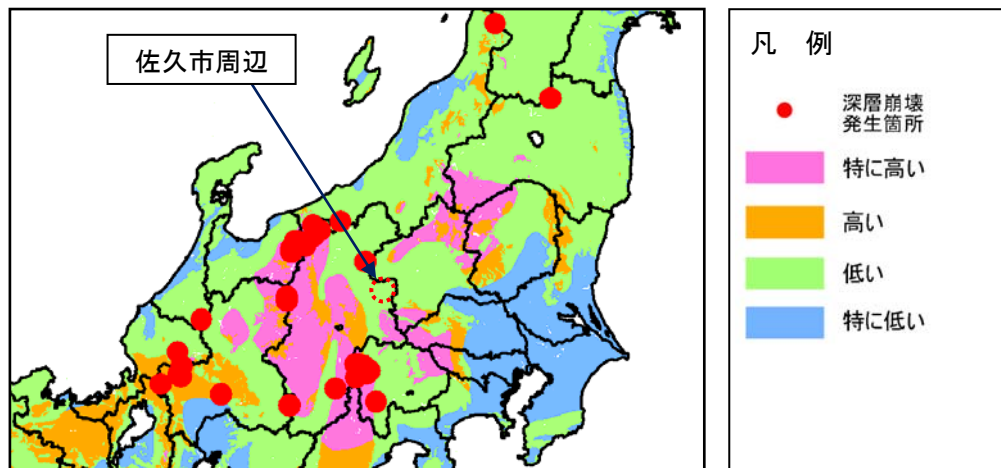 佐久市周辺
凡　例
深層崩壊
発生箇所
特に高い
高い
低い
特に低い